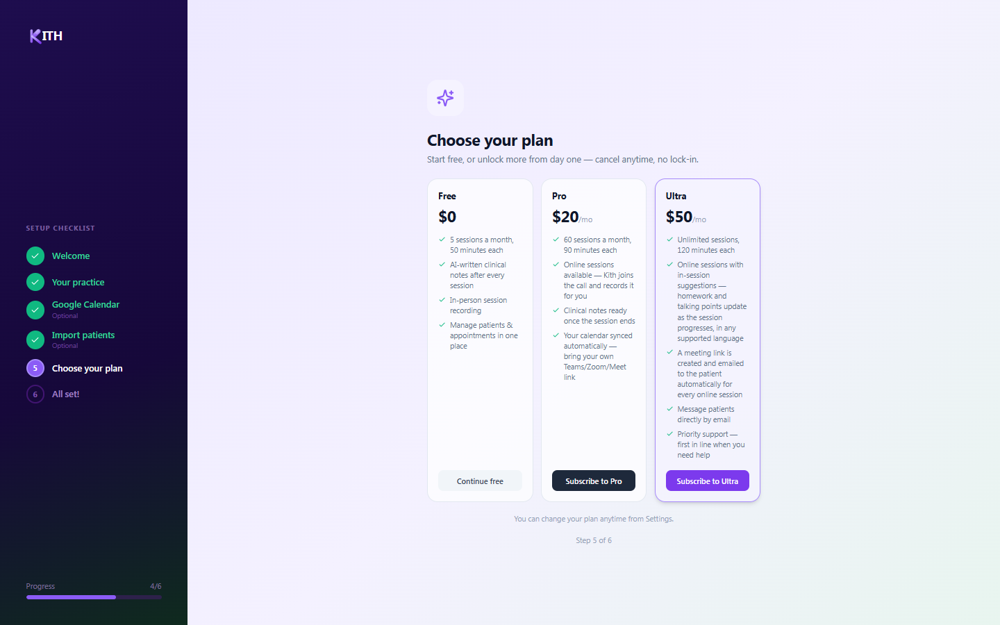 KITH
SETUP CHECKLIST
Welcome
Your practice
Google Calendar
Optional
Import patients
Optional
5
Choose your plan
6
All set!
Progress
4/6
Choose your plan
Start free, or unlock more from day one — cancel anytime, no lock-in.
Free
$0
5 sessions a month,
50 minutes each
AI-written clinical
notes after every
session
In-person session
recording
Manage patients &
appointments in one
place
Continue free
Pro
$20/mo
60 sessions a month,
90 minutes each
Online sessions
available — Kith joins
the call and records it
for you
Clinical notes ready
once the session ends
Your calendar synced
automatically —
bring your own
Teams/Zoom/Meet
link
Subscribe to Pro
Ultra
$50/mo
Unlimited sessions,
120 minutes each
Online sessions with
in-session
suggestions —
homework and
talking points update
as the session
progresses, in any
supported language
A meeting link is
created and emailed
to the patient
automatically for
every online session
Message patients
directly by email
Priority support —
first in line when you
need help
Subscribe to Ultra
You can change your plan anytime from Settings.
Step 5 of 6